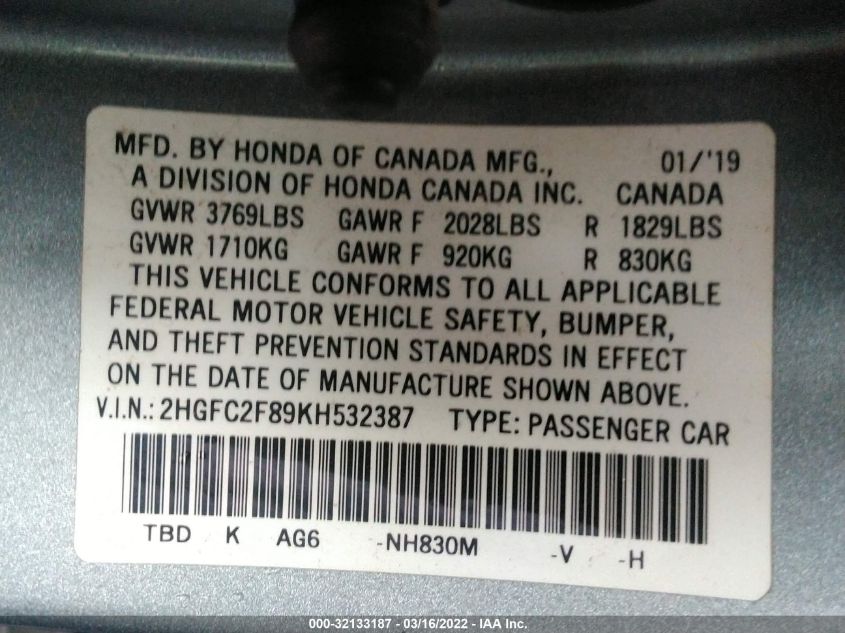 MFD. BY HONDA OF CANADA MFG., 01/'19
A DIVISION OF HONDA CANADA INC. CANADA
GVWR 3769LBS GAWR F 2028LBS R 1829LBS
GVWR 1710KG GAWR F 920KG R 830KG
THIS VEHICLE CONFORMS TO ALL APPLICABLE
FEDERAL MOTOR VEHICLE SAFETY, BUMPER,
AND THEFT PREVENTION STANDARDS IN EFFECT
ON THE DATE OF MANUFACTURE SHOWN ABOVE.
V.I.N.: 2HGFC2F89KH532387 TYPE: PASSENGER CAR
TBD K AG6 -NH830M -V -H
000-32133187 - 03/16/2022 - IAA Inc.